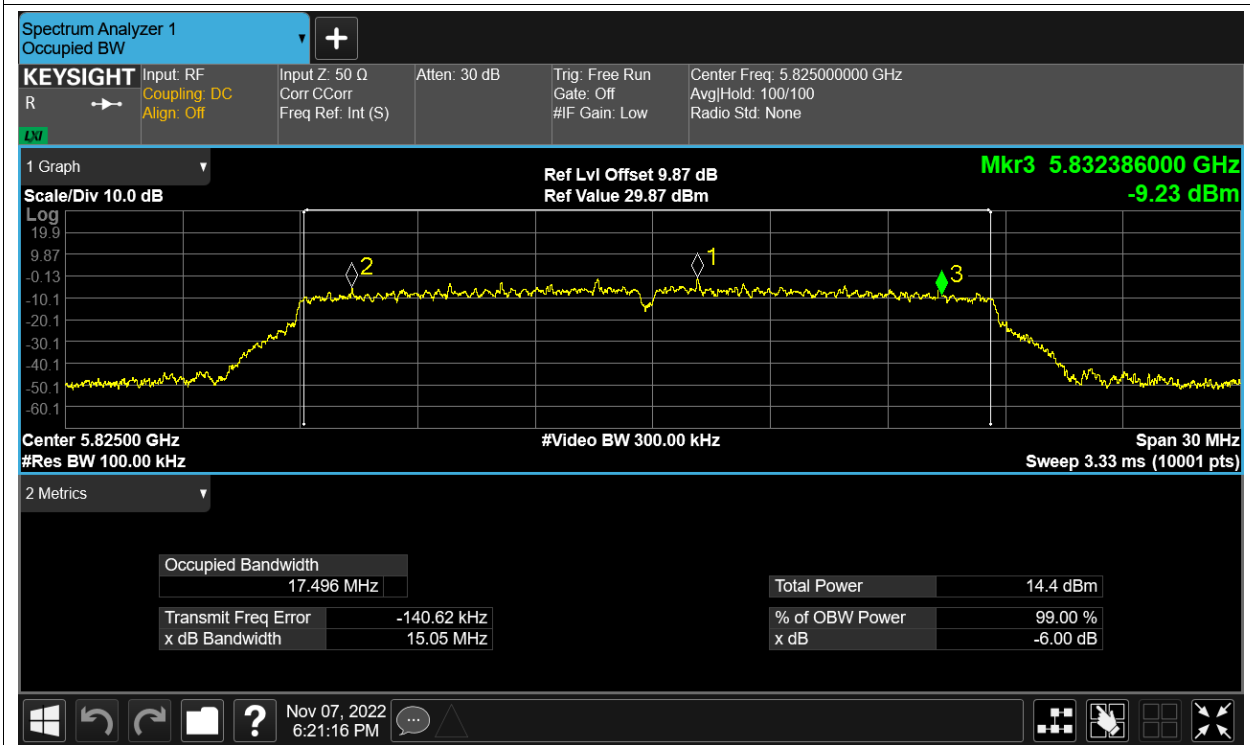 Spectrum Analyzer 1
Occupied BW
KEYSIGHT
R
LXI
Input: RF
Coupling: DC
Align: Off
Input Z: 50 Ω
Corr CCorr
Freq Ref: Int (S)
Atten: 30 dB
Trig: Free Run
Gate: Off
#IF Gain: Low
Center Freq: 5.825000000 GHz
Avg|Hold: 100/100
Radio Std: None
1 Graph
Ref Lvl Offset 9.87 dB
Mkr3 5.832386000 GHz
Scale/Div 10.0 dB
Ref Value 29.87 dBm
-9.23 dBm
Log
19.9
9.87
-0.13
-10.1
-20.1
-30.1
-40.1
-50.1
-60.1
2
1
3
Center 5.82500 GHz
#Video BW 300.00 kHz
Span 30 MHz
#Res BW 100.00 kHz
Sweep 3.33 ms (10001 pts)
2 Metrics
Occupied Bandwidth
17.496 MHz
Total Power 14.4 dBm
Transmit Freq Error -140.62 kHz
% of OBW Power 99.00 %
x dB Bandwidth 15.05 MHz
x dB -6.00 dB
?
Nov 07, 2022
6:21:16 PM